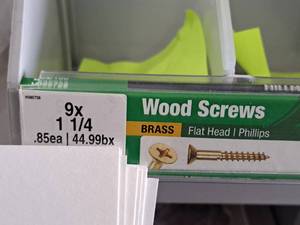 9x
1 1/4
.85ea | 44.99bx
Wood Screws
BRASS Flat Head | Phillips